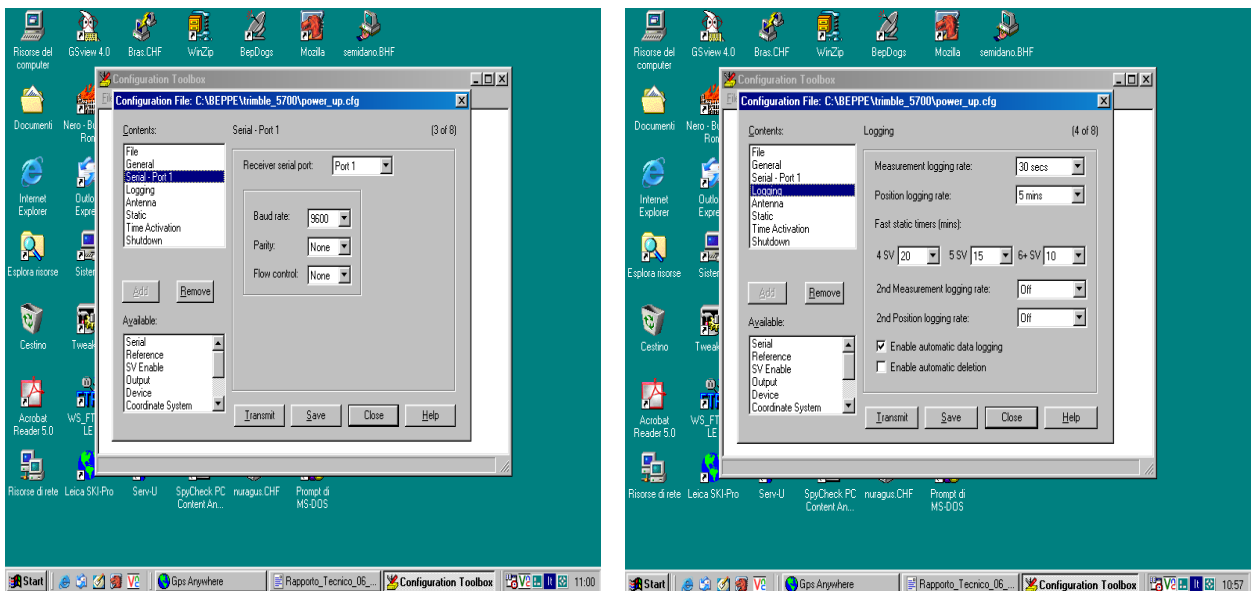 Risorse del computer
GSview 4.0
Bras.CHF
WinZip
BepDogs
Mozilla
semidano.BHF
Configuration Toolbox
Configuration File: C:\BEPPE\trimble_5700\power_up.cfg
Documenti
Contents:
Serial - Port 1
(3 of 8)
File
General
Serial - Port 1
Logging
Antenna
Static
Time Activation
Shutdown
Receiver serial port:
Port 1
Baud rate:
9600
Parity:
None
Flow control:
None
Internet Explorer
Esplora risorse
Add
Remove
Available:
Cestino
Serial
Reference
SV Enable
Output
Device
Coordinate System
Transmit
Save
Close
Help
Acrobat Reader 5.0
WS_FT
LE
Risorse di rete
Leica SKI-Pro
Serv-U
SpyCheck PC Content An...
nuragus.CHF
Prompt di MS-DOS
Start
Gps Anywhere
Rapporto_Tecnico_06_...
Configuration Toolbox
11:00
Risorse del computer
GSview 4.0
Bras.CHF
WinZip
BepDogs
Mozilla
semidano.BHF
Configuration Toolbox
Configuration File: C:\BEPPE\trimble_5700\power_up.cfg
Documenti
Contents:
Logging
(4 of 8)
File
General
Serial - Port 1
Logging
Antenna
Static
Time Activation
Shutdown
Measurement logging rate:
30 secs
Position logging rate:
5 mins
Fast static timers (mins):
4 SV 20
5 SV 15
6+ SV 10
2nd Measurement logging rate:
Off
2nd Position logging rate:
Off
Enable automatic data logging
Enable automatic deletion
Internet Explorer
Esplora risorse
Add
Remove
Available:
Cestino
Serial
Reference
SV Enable
Output
Device
Coordinate System
Transmit
Save
Close
Help
Acrobat Reader 5.0
WS_FT
LE
Risorse di rete
Leica SKI-Pro
Serv-U
SpyCheck PC Content An...
nuragus.CHF
Prompt di MS-DOS
Start
Gps Anywhere
Rapporto_Tecnico_06_...
Configuration Toolbox
10:57